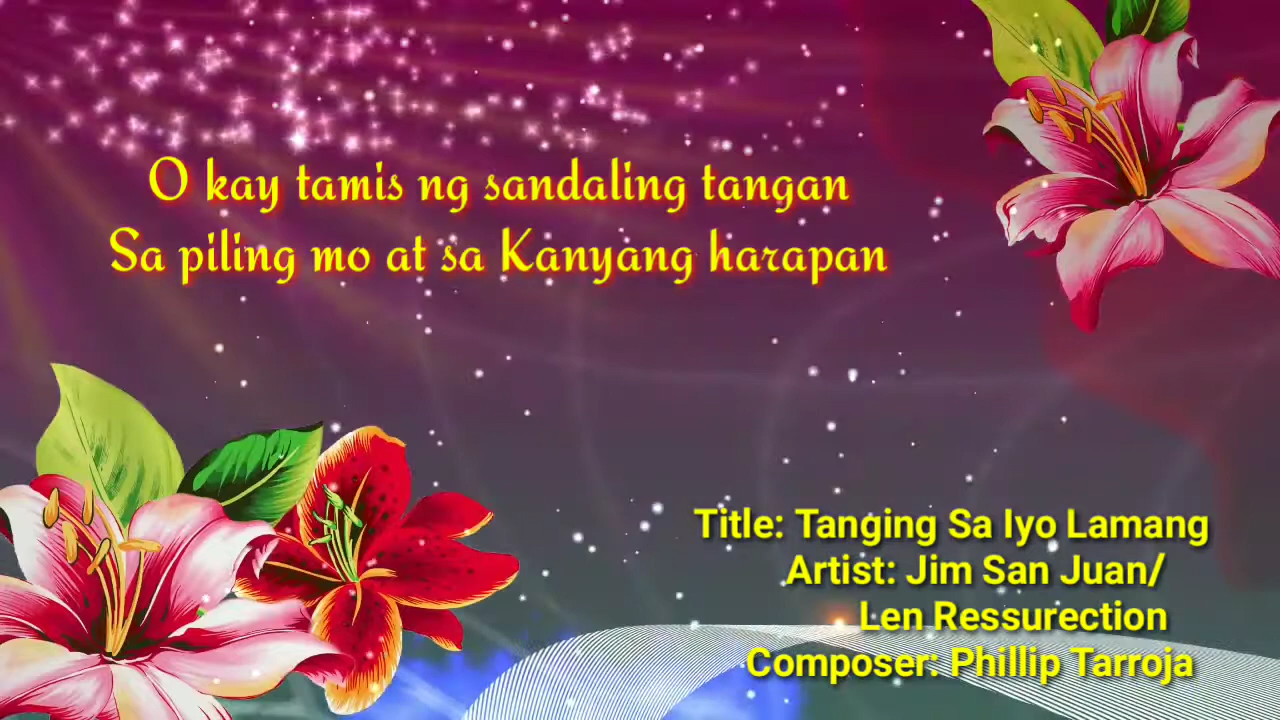 O kay tamis ng sandaling tangan
Sa piling mo at sa Kanyang harapan
Title: Tanging Sa Iyo Lamang
Artist: Jim San Juan/
Len Ressurection
Composer: Phillip Tarroja